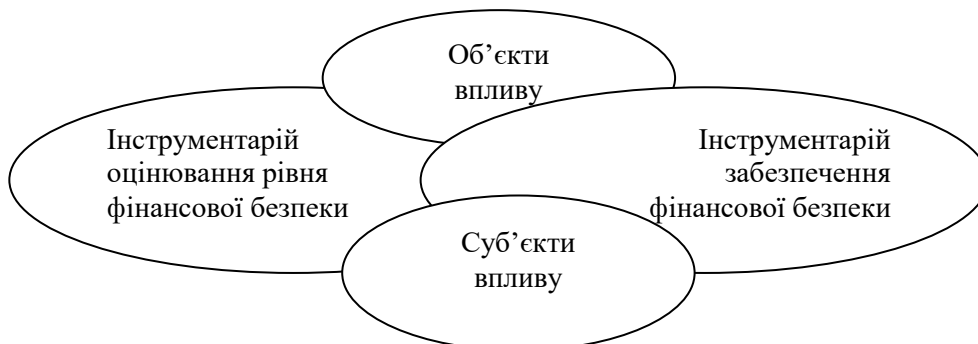 Об’єкти
впливу
Інструментарій
оцінювання рівня
фінансової безпеки
Інструментарій
забезпечення
фінансової безпеки
Суб’єкти
впливу